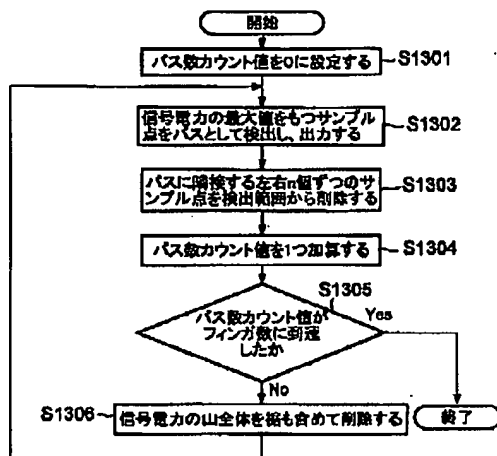 開始
パス数カウント値を0に設定する
S1301
信号電力の最大値をもつサンプル
点をパスとして検出し、出力する
S1302
パスに隣接する左右n個ずつのサ
ンプル点を検出範囲から削除する
S1303
パス数カウント値を1つ加算する
S1304
S1305
パス数カウント値が
フィンガ数に到達
したか
Yes
No
S1306
信号電力の山全体を裾も含めて削除する
終了